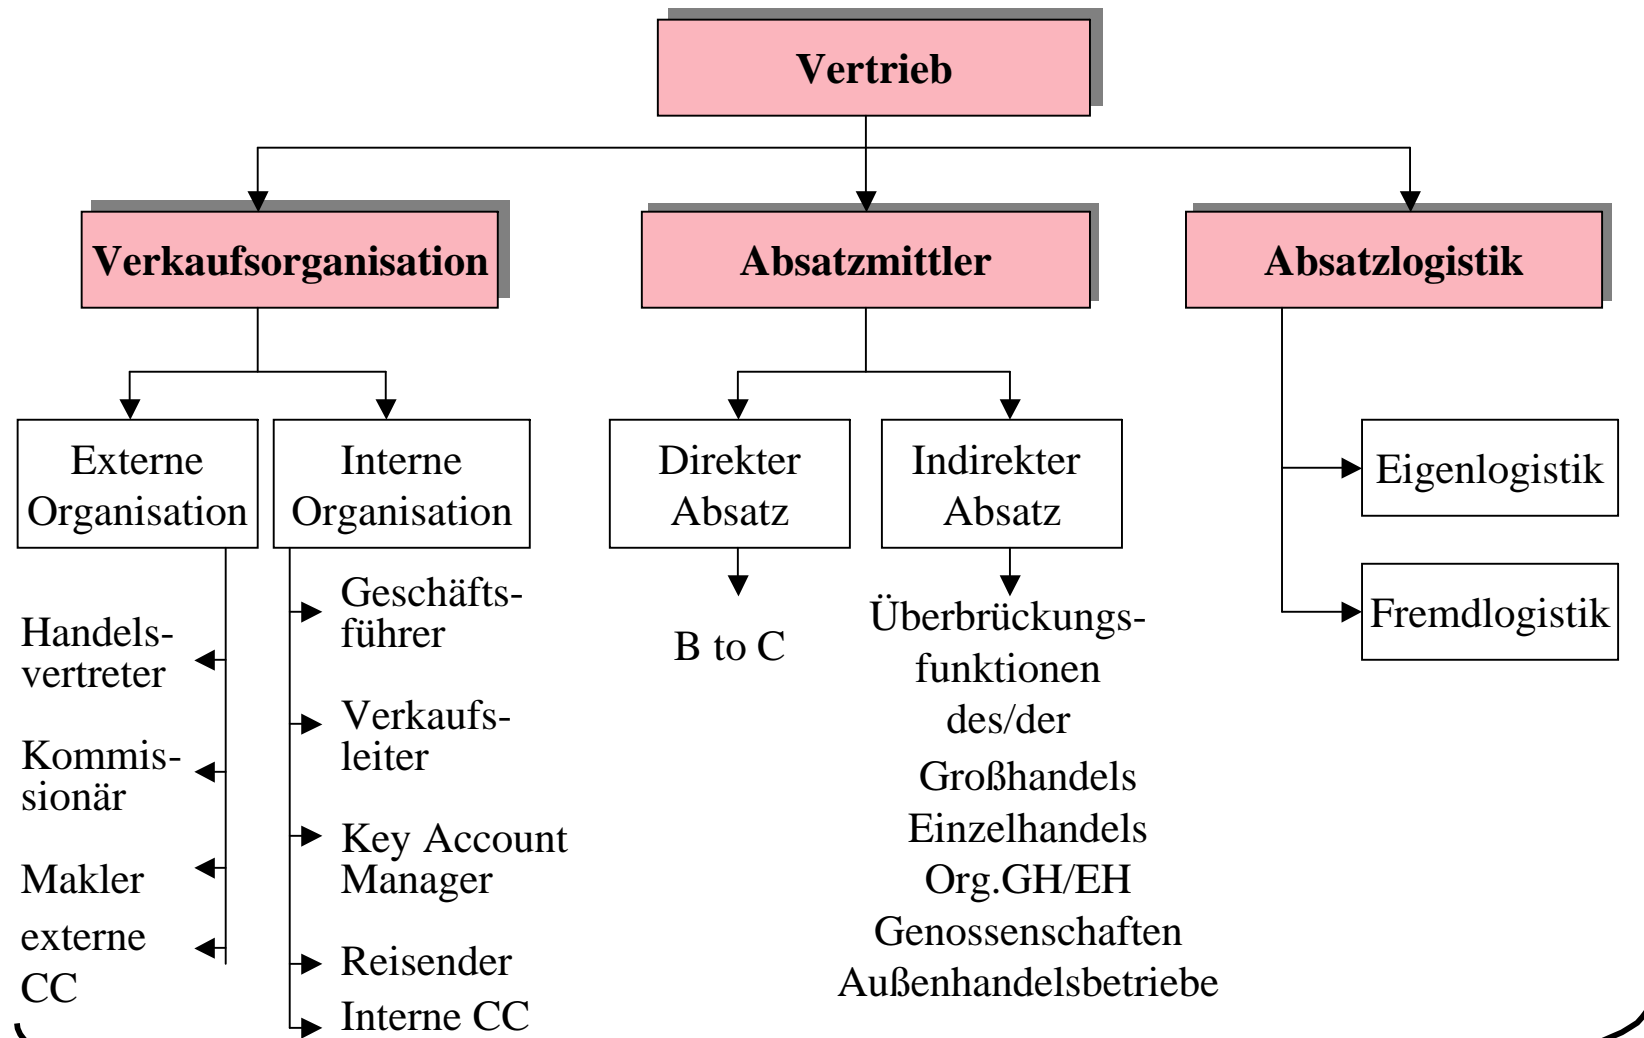 Vertrieb
Verkaufsorganisation
Absatzmittler
Absatzlogistik
Externe
Organisation
Interne
Organisation
Direkter
Absatz
Indirekter
Absatz
Eigenlogistik
Fremdlogistik
Handels-
vertreter
Kommis-
sionär
Makler
externe
CC
Geschäfts-
führer
Verkaufs-
leiter
Key Account
Manager
Reisender
Interne CC
B to C
Überbrückungs-
funktionen
des/der
Großhandels
Einzelhandels
Org.GH/EH
Genossenschaften
Außenhandelsbetriebe